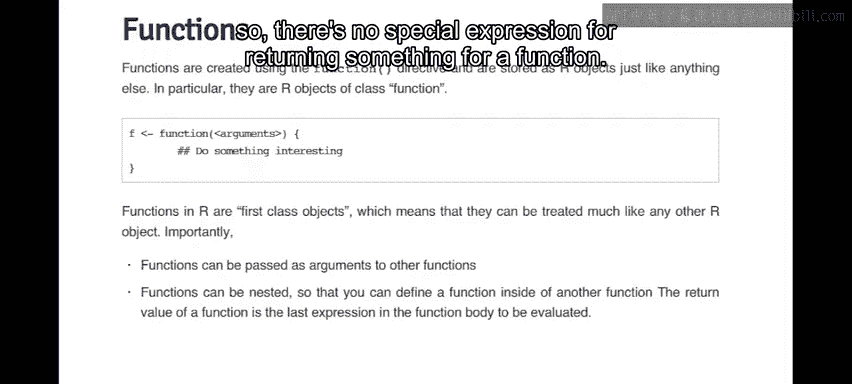 Functions
so, there's no special expression for
returning something for a function.
Functions are created using the function() directive and are stored as R objects just like anything
else. In particular, they are R objects of class “function”.
f <- function(<arguments>) {
## Do something interesting
}
Functions in R are “first class objects”, which means that they can be treated much like any other R
object. Importantly,
· Functions can be passed as arguments to other functions
· Functions can be nested, so that you can define a function inside of another function The return
value of a function is the last expression in the function body to be evaluated.